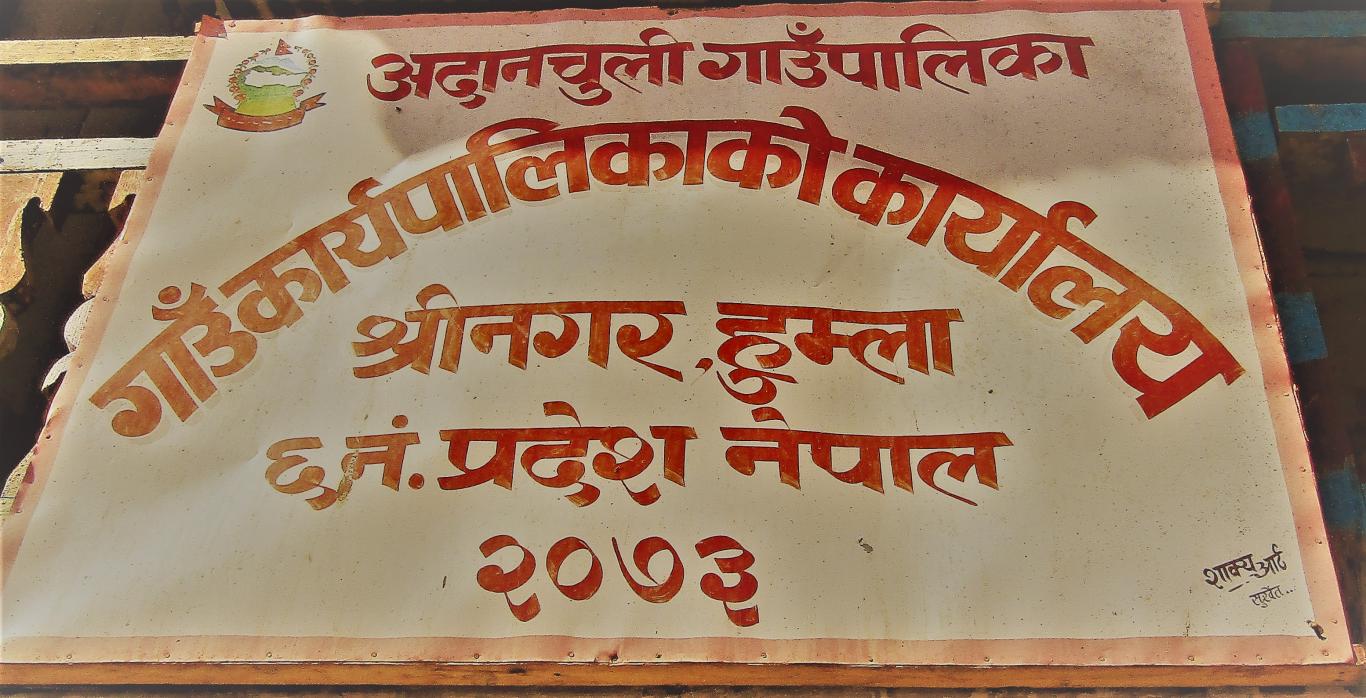 अदानचुली गाउँपालिका
गाउँकार्यपालिकाको कार्यालय
श्रीनगर, हुम्ला
६ नं. प्रदेश नेपाल
२०७३
शाक्य आर्ट
सुर्खेत...